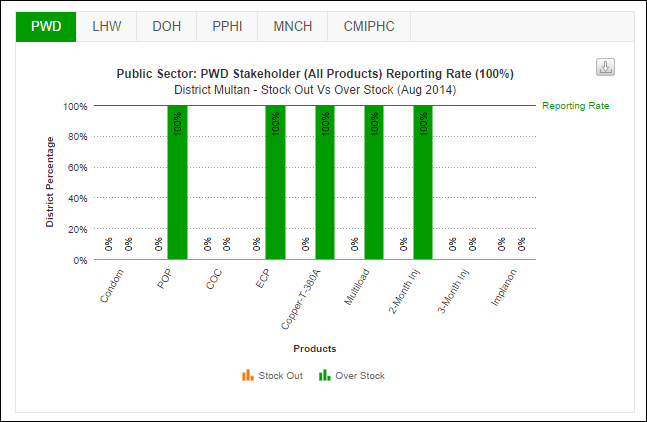 PWD LHW DOH PPHI MNCH CMIPHC
Public Sector: PWD Stakeholder (All Products) Reporting Rate (100%)
District Multan - Stock Out Vs Over Stock (Aug 2014)
100%
80%
60%
40%
20%
0%
District Percentage
Reporting Rate
0% 0% 0% 100% 0% 0% 0% 100% 0% 100% 0% 100% 0% 100% 0% 0% 0% 0%
Condom
POP
COC
ECP
Copper-T-380A
Multiload
2-Month Inj
3-Month Inj
Implanon
Products
Stock Out Over Stock